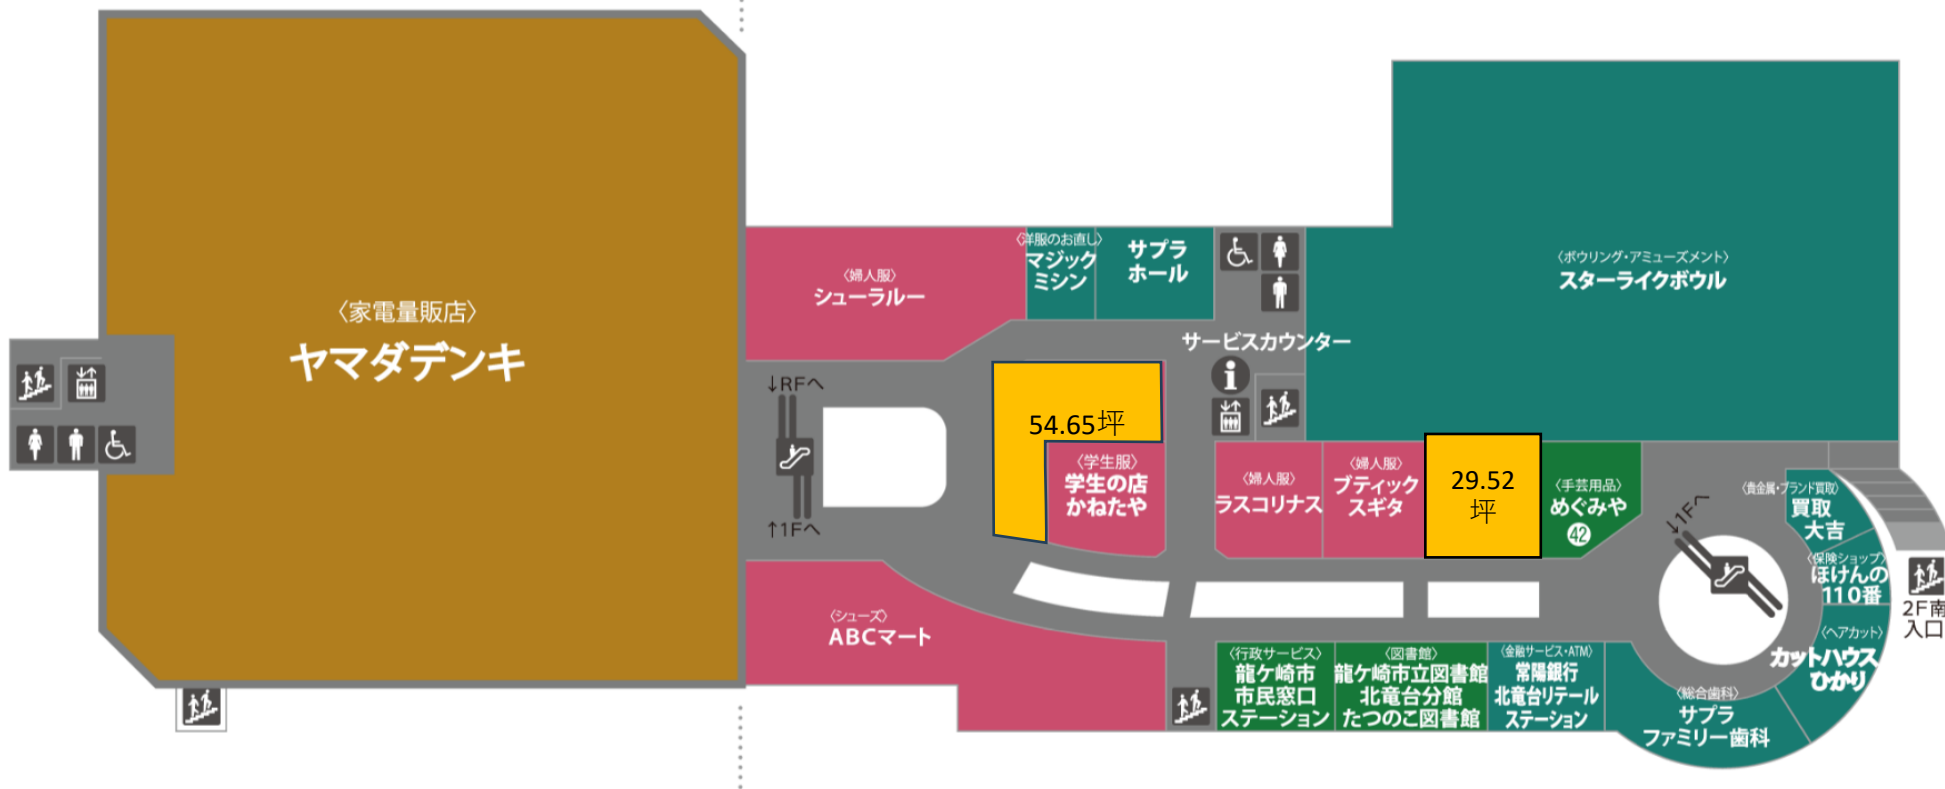 〈家電量販店〉
ヤマダデンキ
〈婦人服〉
シューラルー
〈洋服のお直し〉
マジック
ミシン
サプラ
ホール
サービスカウンター
〈ボウリング・アミューズメント〉
スターライクボウル
↓RFへ
↑1Fへ
54.65坪
〈学生服〉
学生の店
かねたや
〈婦人服〉
ラスコリナス
〈婦人服〉
ブティック
スギタ
29.52
坪
〈手芸用品〉
めぐみや
42
↓1Fへ
〈貴金属・ブランド買取〉
買取
大吉
〈保険ショップ〉
ほけんの
110番
2F南
入口
〈ヘアカット〉
カットハウス
ひかり
〈シューズ〉
ABCマート
〈行政サービス〉
龍ケ崎市
市民窓口
ステーション
〈図書館〉
龍ケ崎市立図書館
北竜台分館
たつのこ図書館
〈金融サービス・ATM〉
常陽銀行
北竜台リテール
ステーション
〈総合歯科〉
サプラ
ファミリー歯科